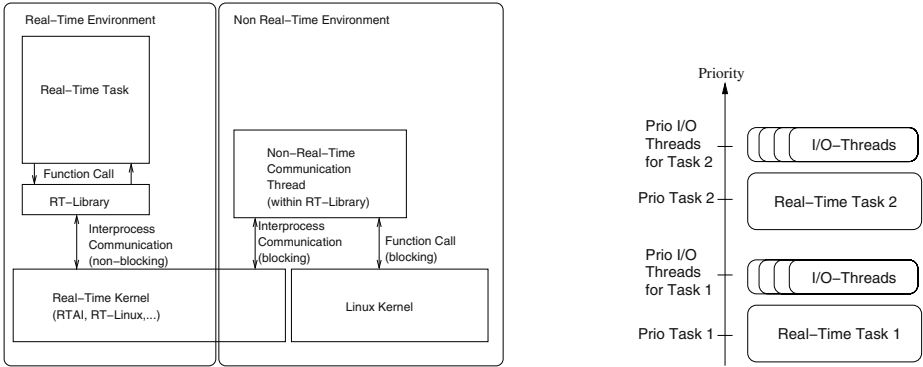 Real-Time Environment
Non Real-Time Environment
Real-Time Task
Function Call
RT-Library
Interprocess
Communication
(non-blocking)
Non-Real-Time
Communication
Thread
(within RT-Library)
Interprocess
Communication
(blocking)
Function Call
(blocking)
Real-Time Kernel
(RTAI, RT-Linux,...)
Linux Kernel
Priority
Prio I/O
Threads
for Task 2
I/O-Threads
Prio Task 2
Real-Time Task 2
Prio I/O
Threads
for Task 1
I/O-Threads
Prio Task 1
Real-Time Task 1